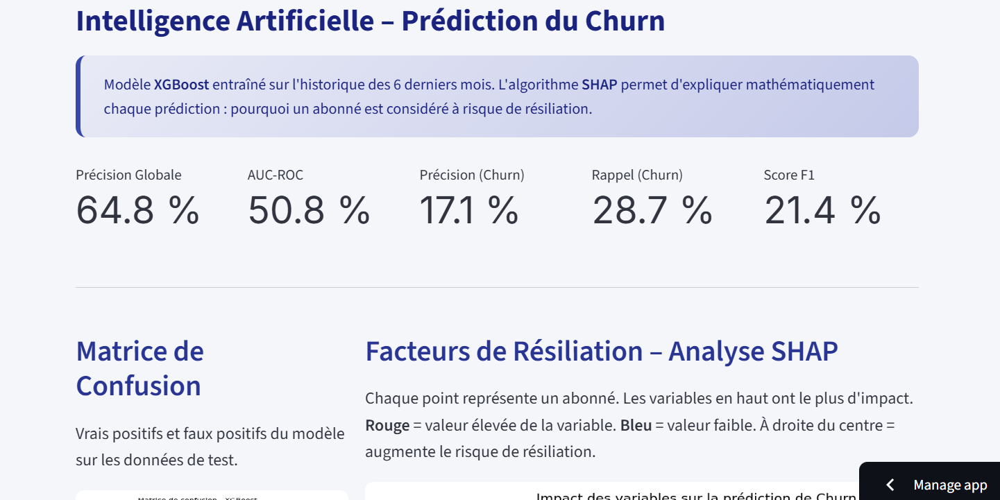 Intelligence Artificielle – Prédiction du Churn
Modèle XGBoost entraîné sur l'historique des 6 derniers mois. L'algorithme SHAP permet d'expliquer mathématiquement
chaque prédiction : pourquoi un abonné est considéré à risque de résiliation.
Précision Globale
64.8 %
AUC-ROC
50.8 %
Précision (Churn)
17.1 %
Rappel (Churn)
28.7 %
Score F1
21.4 %
Matrice de
Confusion
Vrais positifs et faux positifs du modèle
sur les données de test.
Matrice de confusion - XGBoost
Facteurs de Résiliation – Analyse SHAP
Chaque point représente un abonné. Les variables en haut ont le plus d'impact.
Rouge = valeur élevée de la variable. Bleu = valeur faible. À droite du centre =
augmente le risque de résiliation.
Impact des variables sur la prédiction de Churn
Manage app